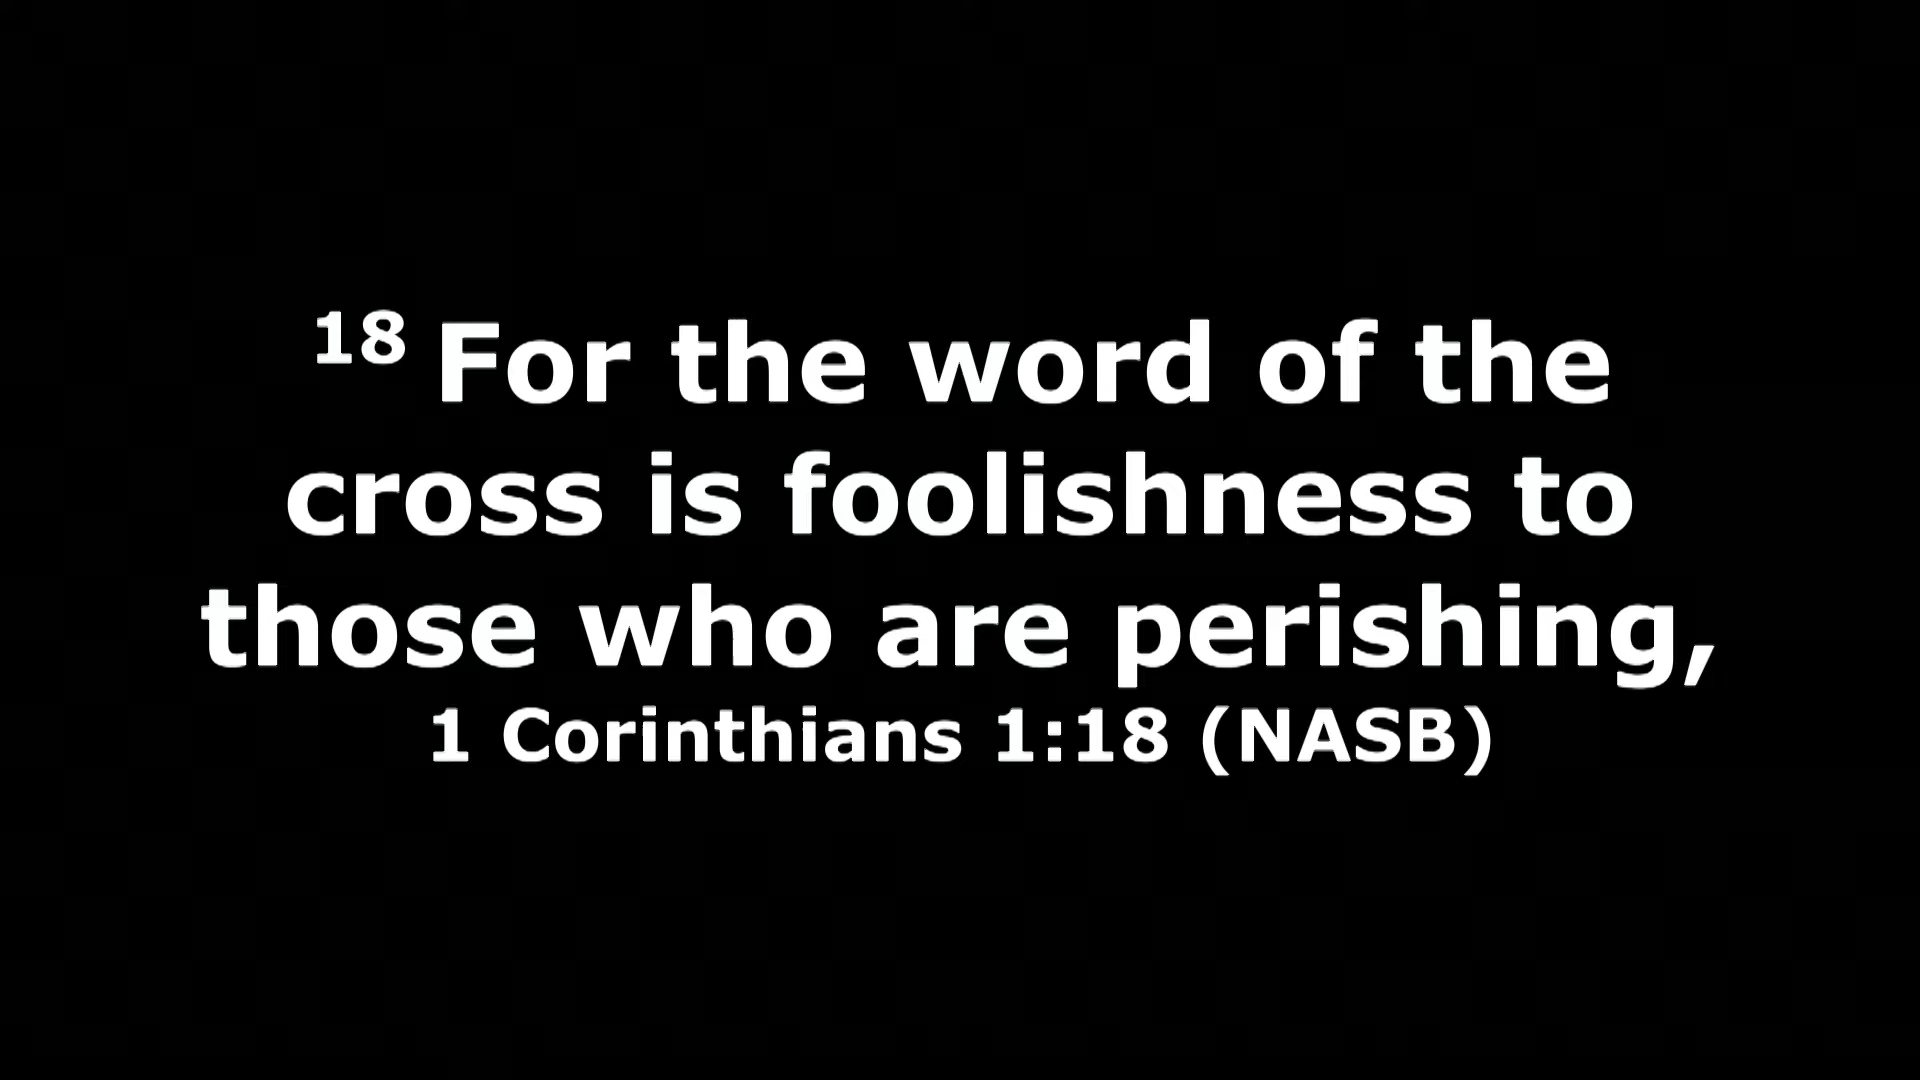 18 For the word of the
cross is foolishness to
those who are perishing,
1 Corinthians 1:18 (NASB)